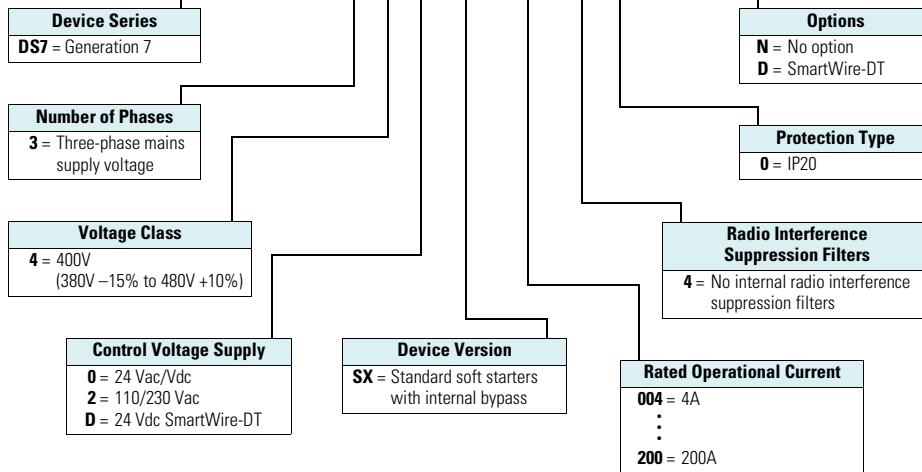 Device Series
DS7 = Generation 7
Options
N = No option
D = SmartWire-DT
Number of Phases
3 = Three-phase mains
supply voltage
Protection Type
0 = IP20
Voltage Class
4 = 400V
(380V –15% to 480V +10%)
Radio Interference
Suppression Filters
4 = No internal radio interference
suppression filters
Control Voltage Supply
0 = 24 Vac/Vdc
2 = 110/230 Vac
D = 24 Vdc SmartWire-DT
Device Version
SX = Standard soft starters
with internal bypass
Rated Operational Current
004 = 4A
•
•
•
200 = 200A